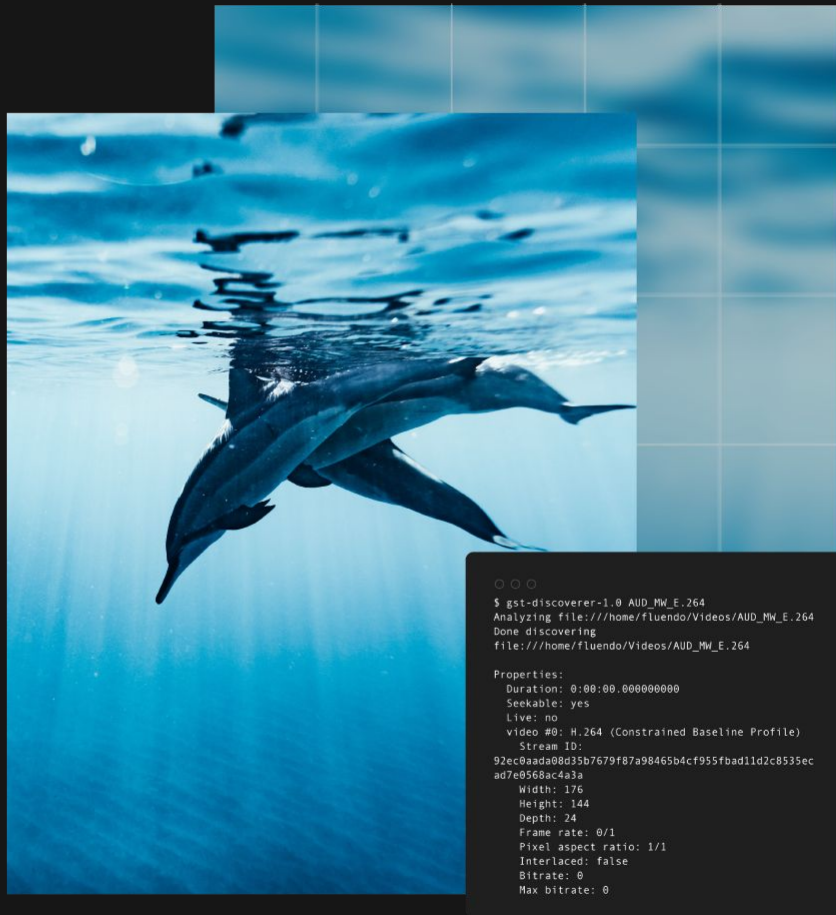 $ gst-discoverer-1.0 AUD_MW_E.264
Analyzing file:///home/fluendo/Videos/AUD_MW_E.264
Done discovering
file:///home/fluendo/Videos/AUD_MW_E.264
Properties:
Duration: 0:00:00.000000000
Seekable: yes
Live: no
video #0: H.264 (Constrained Baseline Profile)
Stream ID:
92ec0aada08d35b7679f87a98465b4cf955fbad11d2c8535ec
ad7e0568ac4a3a
Width: 176
Height: 144
Depth: 24
Frame rate: 0/1
Pixel aspect ratio: 1/1
Interlaced: false
Bitrate: 0
Max bitrate: 0